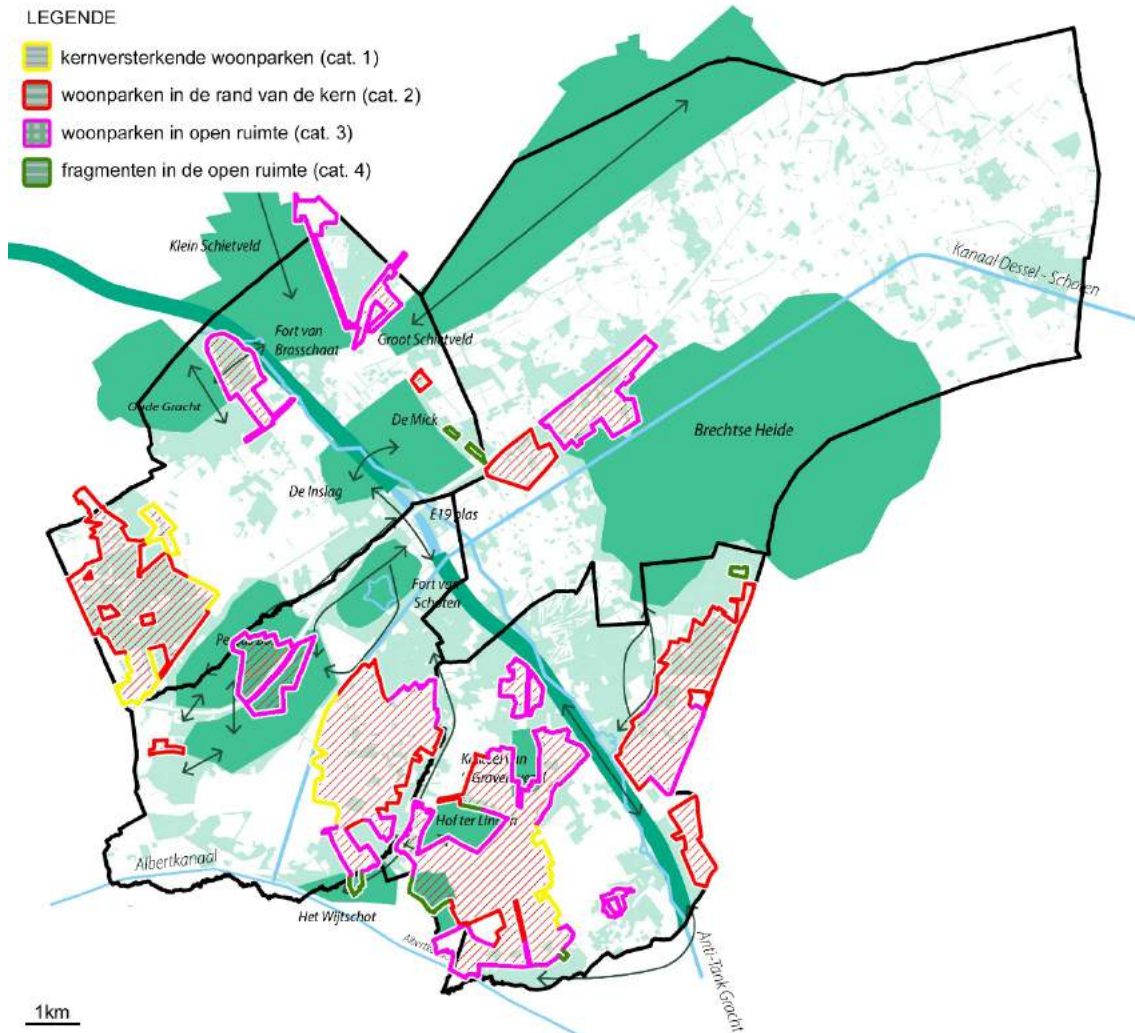 LEGENDE
kernversterkende woonparken (cat. 1)
woonparken in de rand van de kern (cat. 2)
woonparken in open ruimte (cat. 3)
fragmenten in de open ruimte (cat. 4)
Klein Schietveld
Kanaal Dessel - Schoten
Fort van
Brasschaat
Groot Schietveld
Oude Gracht
De Mick
Brechtse Heide
De Inslag
E19 plas
Fort van
Schoten
Hof ter Linden
Albertkanaal
Het Wijtschot
Anti-Tank Gracht
1km